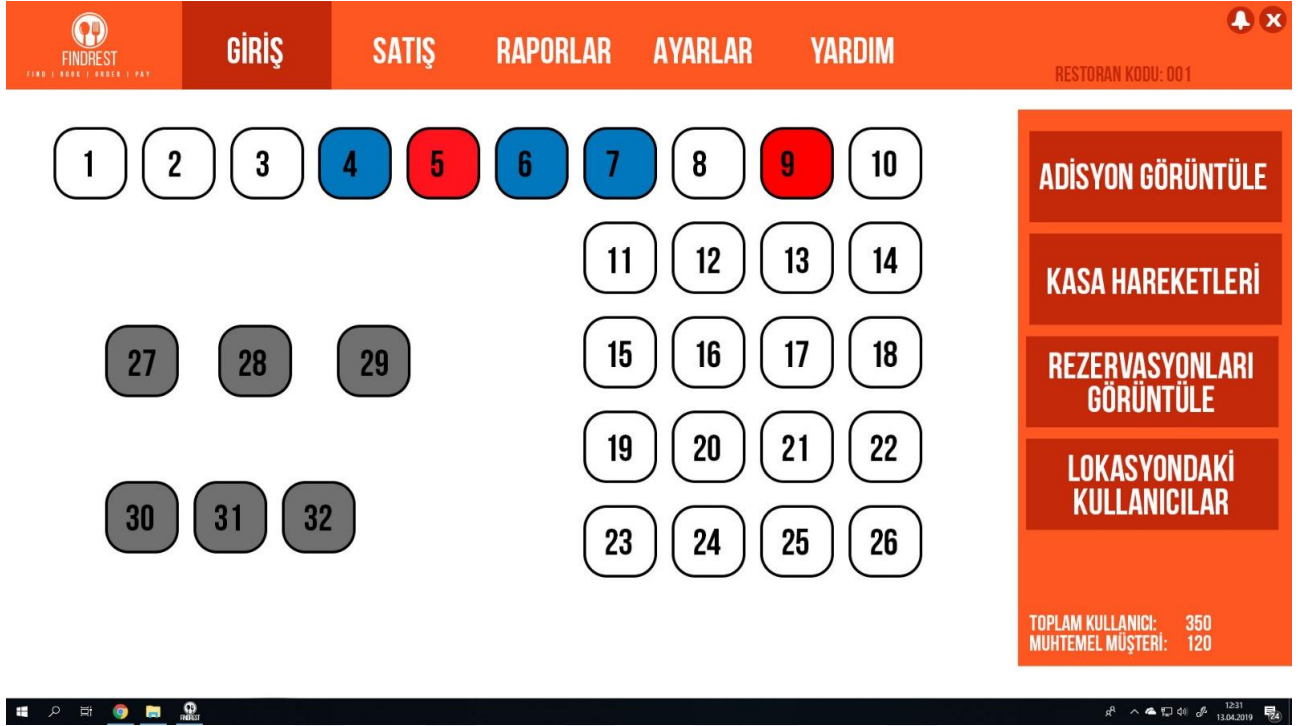 FINDREST
FIND | BOOK | ORDER | PAY
GİRİŞ
SATIŞ
RAPORLAR
AYARLAR
YARDIM
RESTORAN KODU: 001
1 2 3 4 5 6 7 8 9 10
11 12 13 14
27 28 29
15 16 17 18
19 20 21 22
30 31 32
23 24 25 26
ADİSYON GÖRÜNTÜLE
KASA HAREKETLERİ
REZERVASYONLARI
GÖRÜNTÜLE
LOKASYONDAKİ
KULLANICILAR
TOPLAM KULLANICI: 350
MUHTEMEL MÜŞTERİ: 120
FINDREST
12:31
13.04.2019
24